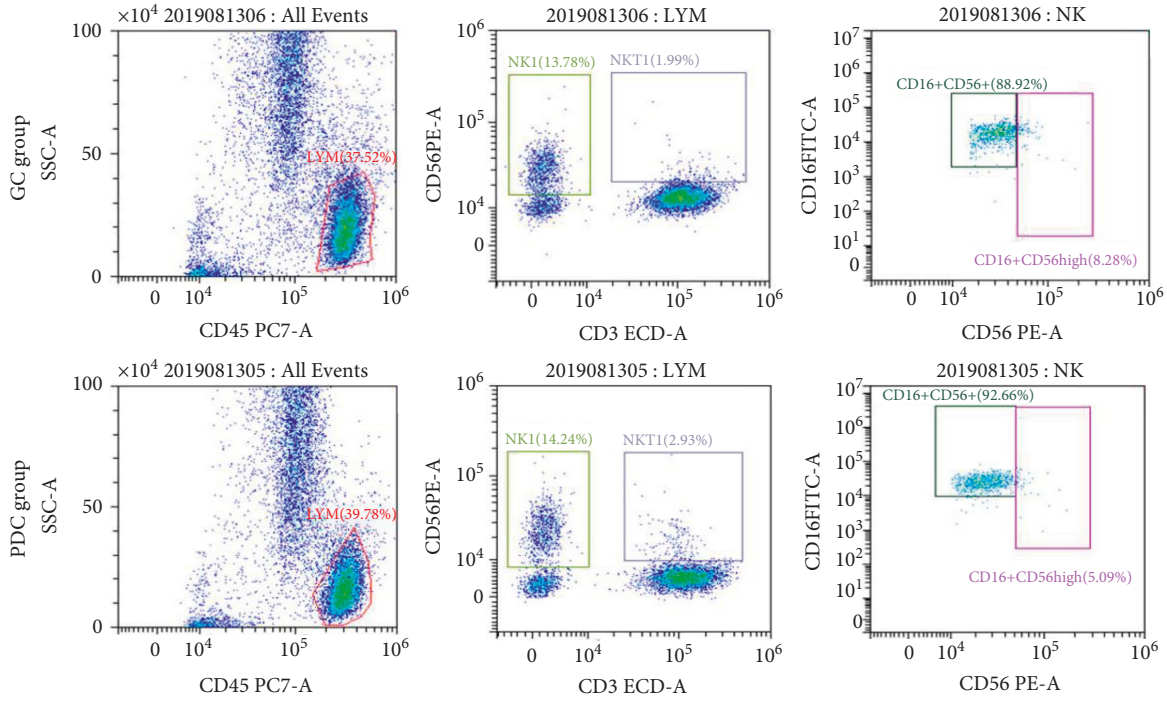 ×10⁴ 2019081306 : All Events
100
50
0
LYM(37.52%)
0 10⁴ 10⁵ 10⁶
CD45 PC7-A
GC group
SSC-A
2019081306 : LYM
10⁶
10⁵
10⁴
0
NK1(13.78%)
NKT1(1.99%)
0 10⁴ 10⁵ 10⁶
CD3 ECD-A
CD56PE-A
2019081306 : NK
10⁷
10⁶
10⁵
10⁴
10³
10²
10¹
0
CD16+CD56+(88.92%)
CD16+CD56high(8.28%)
0 10⁴ 10⁵ 10⁶
CD56 PE-A
CD16FITC-A
×10⁴ 2019081305 : All Events
100
50
0
LYM(39.78%)
0 10⁴ 10⁵ 10⁶
CD45 PC7-A
PDC group
SSC-A
2019081305 : LYM
10⁶
10⁵
10⁴
0
NK1(14.24%)
NKT1(2.93%)
0 10⁴ 10⁵ 10⁶
CD3 ECD-A
CD56PE-A
2019081305 : NK
10⁷
10⁶
10⁵
10⁴
10³
10²
0
CD16+CD56+(92.66%)
CD16+CD56high(5.09%)
0 10⁴ 10⁵ 10⁶
CD56 PE-A
CD16FITC-A